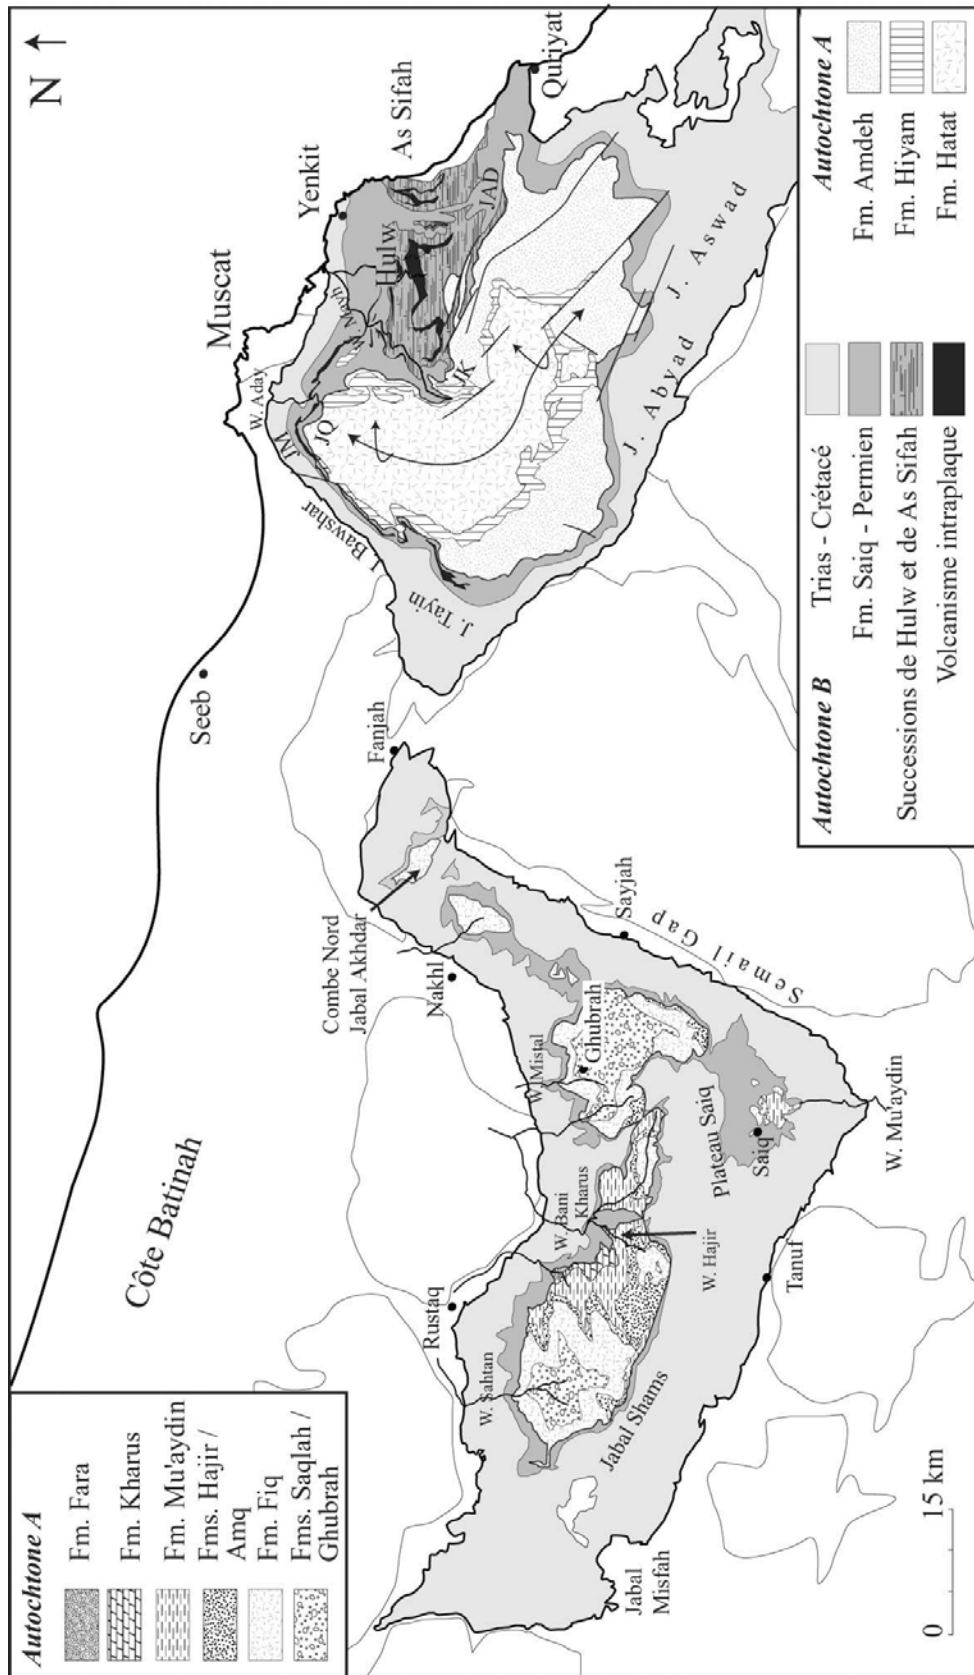 Autochtone A
Fm. Fara
Fm. Kharus
Fm. Mu'aydin
Fms. Hajir /
Amq
Fm. Fiq
Fms. Saqlah /
Ghubrah
Côte Batinah
Seeb
Muscat
N
Yenkit
As Sifah
Quriyat
W. Aday
W. Mayh
Hulw
JAD
JM
JQ
JK
J. Bawshar
J. Tayin
J. Abyad
J. Aswad
Fanjah
Combe Nord
Jabal Akhdar
Nakhl
Rustaq
W. Sahtan
W. Bani
Kharus
W. Mistal
Ghubrah
Sayjah
Semail Gap
W. Hajir
Plateau Saiq
Saiq
W. Mu'aydin
Tanuf
Jabal Shams
Jabal
Misfah
0 15 km
Autochtone B
Trias - Crétacé
Fm. Saiq - Permien
Successions de Hulw et de As Sifah
Volcanisme intraplaque
Autochtone A
Fm. Amdeh
Fm. Hiyam
Fm. Hatat